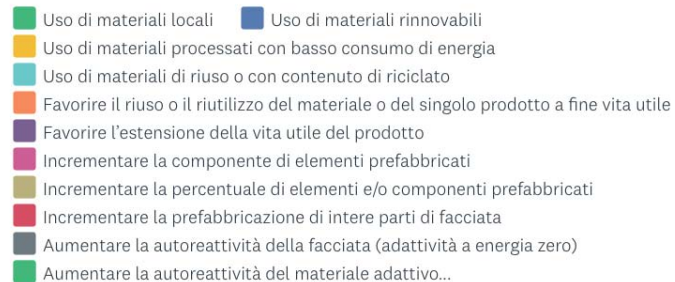 Uso di materiali locali Uso di materiali rinnovabili
Uso di materiali processati con basso consumo di energia
Uso di materiali di riuso o con contenuto di riciclato
Favorire il riuso o il riutilizzo del materiale o del singolo prodotto a fine vita utile
Favorire l’estensione della vita utile del prodotto
Incrementare la componente di elementi prefabbricati
Incrementare la percentuale di elementi e/o componenti prefabbricati
Incrementare la prefabbricazione di intere parti di facciata
Aumentare la autoreattività della facciata (adattività a energia zero)
Aumentare la autoreattività del materiale adattivo...